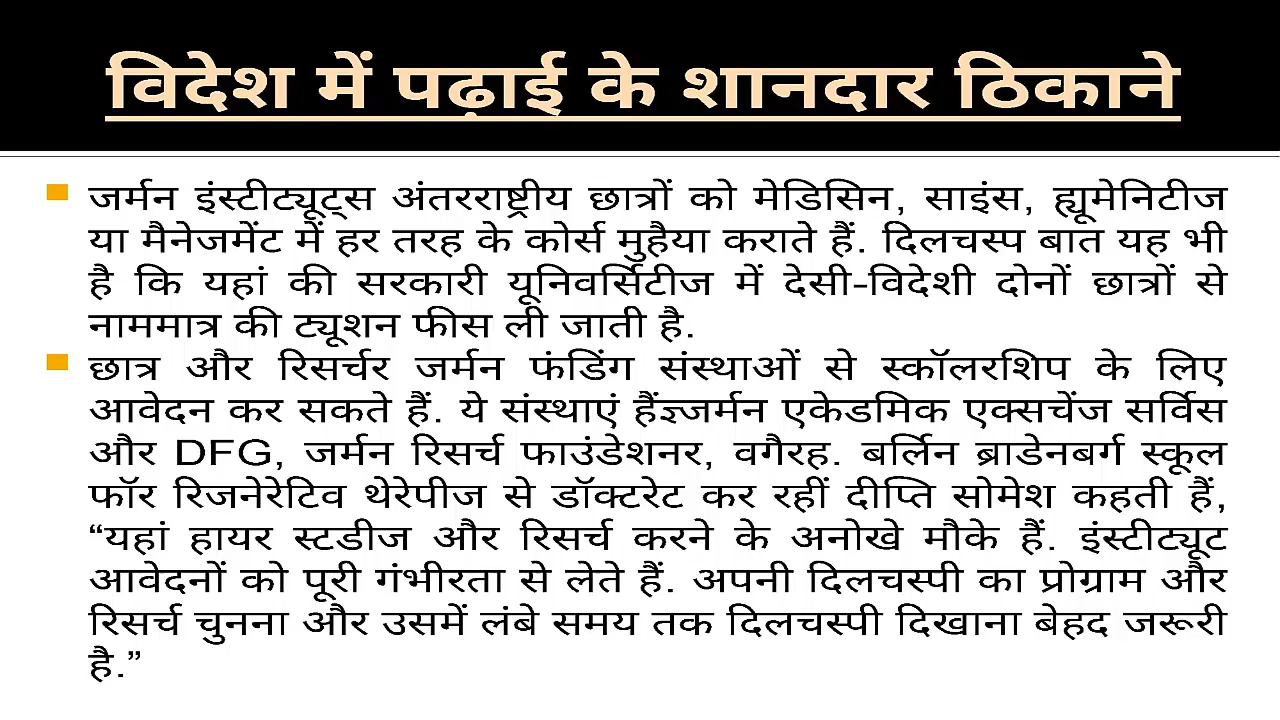 विदेश में पढ़ाई के शानदार ठिकाने
जर्मन इंस्टीट्यूट्स अंतरराष्ट्रीय छात्रों को मेडिसिन, साइंस, ह्यूमेनिटीज
या मैनेजमेंट में हर तरह के कोर्स मुहैया कराते हैं. दिलचस्प बात यह भी
है कि यहां की सरकारी यूनिवर्सिटीज में देसी-विदेशी दोनों छात्रों से
नाममात्र की ट्यूशन फीस ली जाती है.
छात्र और रिसर्चर जर्मन फंडिंग संस्थाओं से स्कॉलरशिप के लिए
आवेदन कर सकते हैं. ये संस्थाएं हैंज्र्जमन एकेडमिक एक्सचेंज सर्विस
और DFG, जर्मन रिसर्च फाउंडेशनर, वगैरह. बर्लिन ब्राडेनबर्ग स्कूल
फॉर रिजनेरेटिव थेरेपीज से डॉक्टरेट कर रहीं दीप्ति सोमेश कहती हैं,
“यहां हायर स्टडीज और रिसर्च करने के अनोखे मौके हैं. इंस्टीट्यूट
आवेदनों को पूरी गंभीरता से लेते हैं. अपनी दिलचस्पी का प्रोग्राम और
रिसर्च चुनना और उसमें लंबे समय तक दिलचस्पी दिखाना बेहद जरूरी
है.”